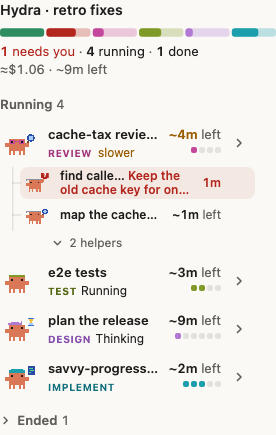 Hydra · retro fixes
1 needs you · 4 running · 1 done
≈$1.06 · ~9m left
Running 4
cache-tax revie... ~4m left
REVIEW slower
find calle... Keep the
old cache key for on... 1m
map the cache... ~1m left
2 helpers
e2e tests ~3m left
TEST Running
plan the release ~9m left
DESIGN Thinking
savvy-progress... ~2m left
IMPLEMENT
Ended 1